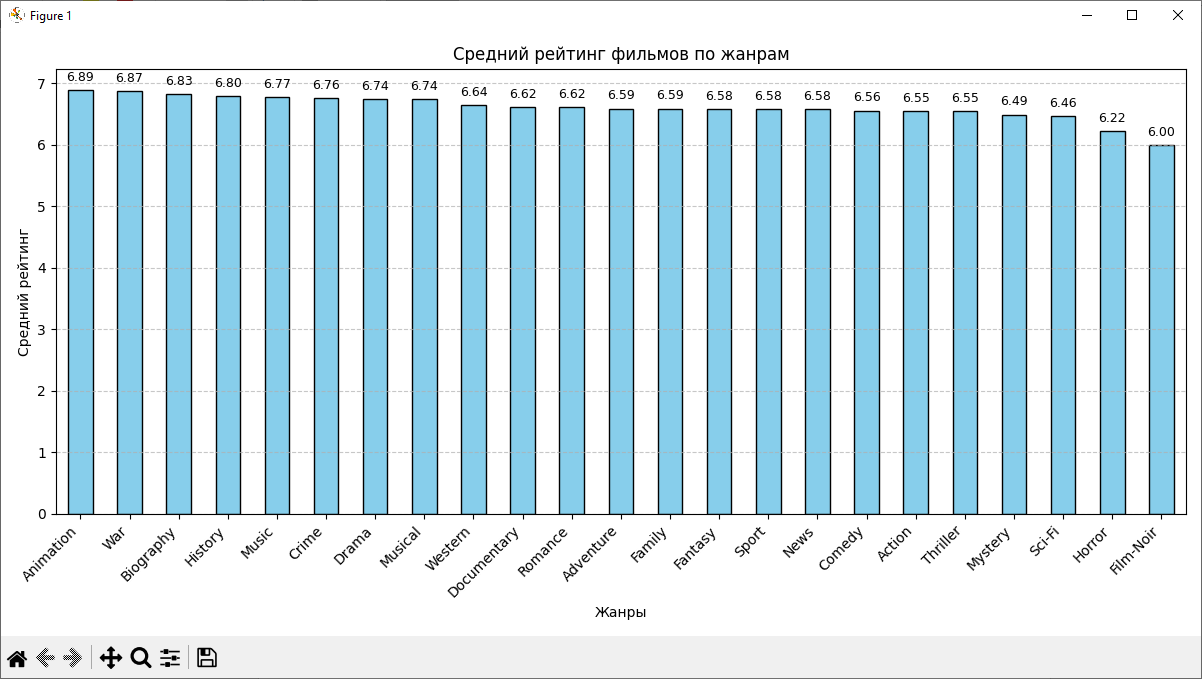 Figure 1
Средний рейтинг фильмов по жанрам
6.89 6.87 6.83 6.80 6.77 6.76 6.74 6.74 6.64 6.62 6.62 6.59 6.59 6.58 6.58 6.58 6.56 6.55 6.55 6.49 6.46 6.22 6.00
Средний рейтинг
7
6
5
4
3
2
1
0
Animation War Biography History Music Crime Drama Musical Western Documentary Romance Adventure Family Fantasy Sport News Comedy Action Thriller Mystery Sci-Fi Horror Film-Noir
Жанры